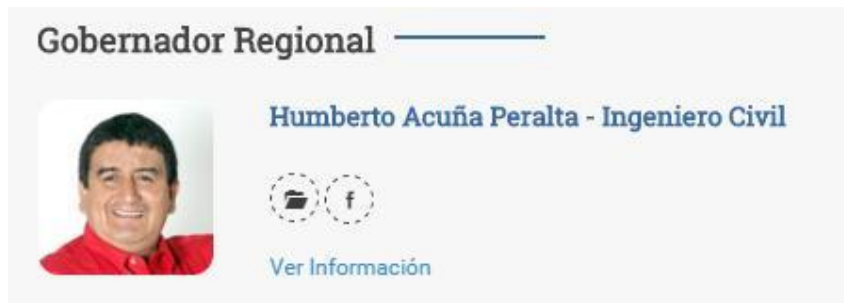 Gobernador Regional
Humberto Acuña Peralta - Ingeniero Civil
f
Ver Información